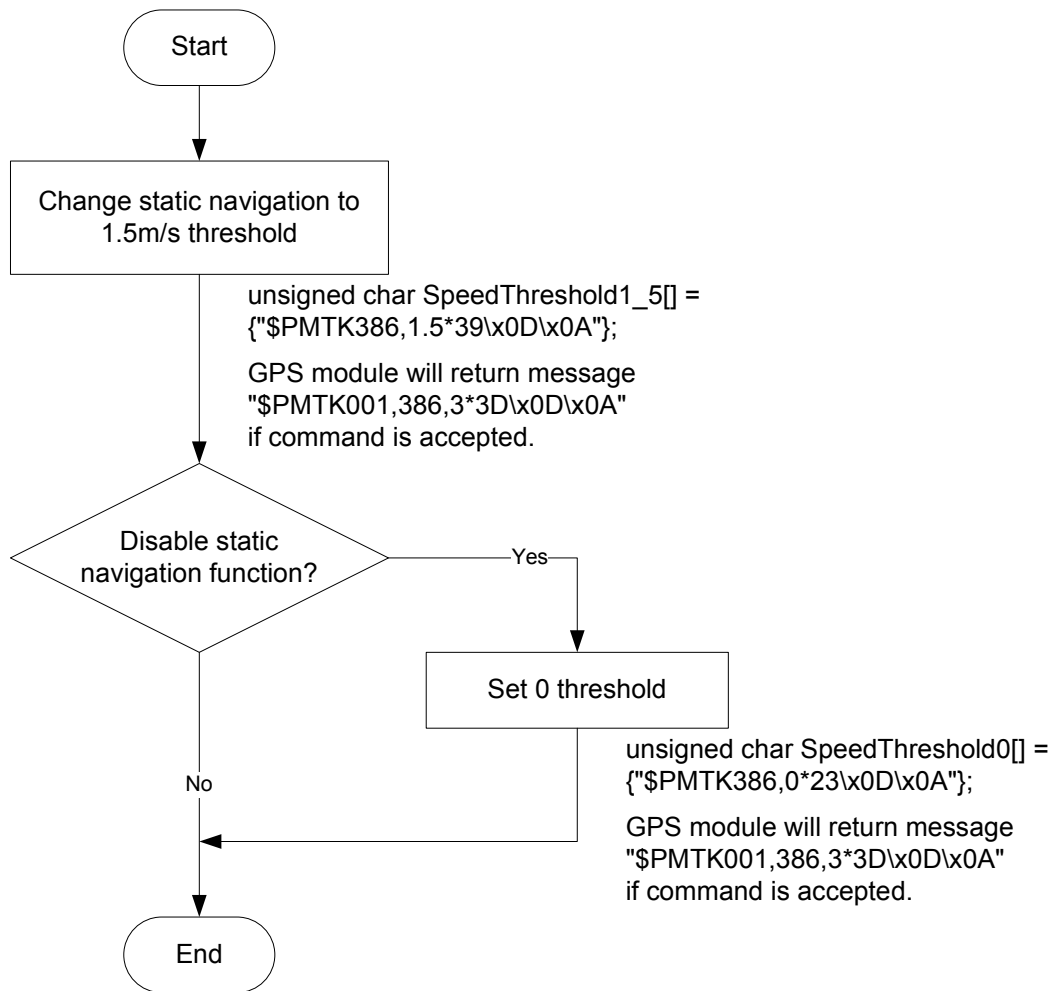 Start
Change static navigation to
1.5m/s threshold
unsigned char SpeedThreshold1_5[] =
{"$PMTK386,1.5*39\x0D\x0A"};
GPS module will return message
"$PMTK001,386,3*3D\x0D\x0A"
if command is accepted.
Disable static
navigation function?
Yes
Set 0 threshold
unsigned char SpeedThreshold0[] =
{"$PMTK386,0*23\x0D\x0A"};
No
GPS module will return message
"$PMTK001,386,3*3D\x0D\x0A"
if command is accepted.
End